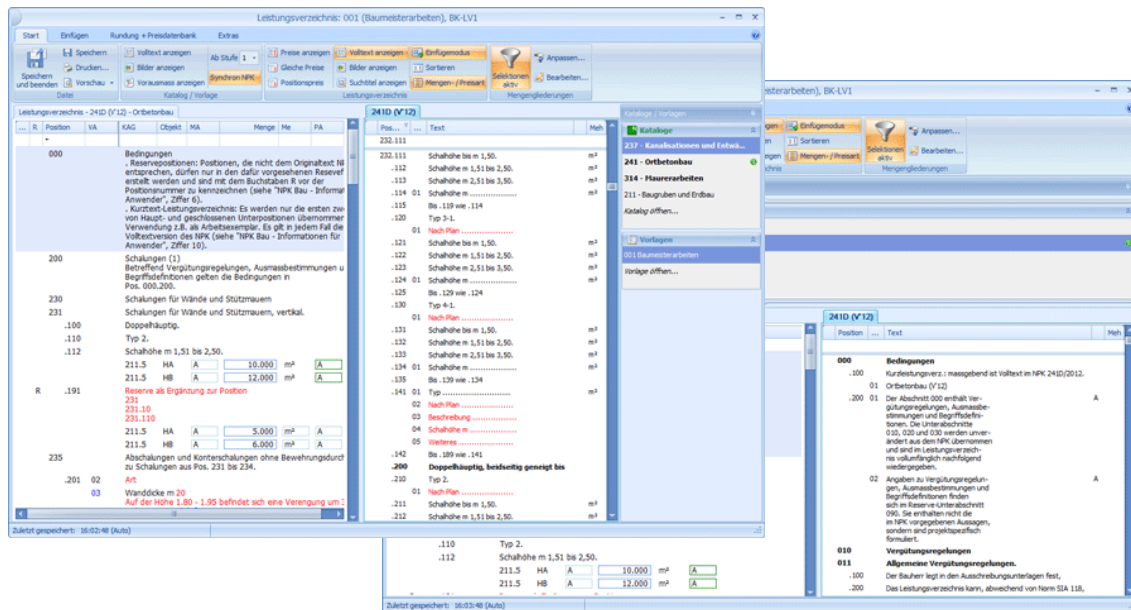 Leistungsverzeichnis: 001 (Baumeisterarbeiten), BK-LV1
Start Einfügen Rundung + Preisdatenbank Extras
Speichern und beenden
Speichern
Drucken...
Vorschau
Datei
Volltext anzeigen
Bilder anzeigen
Vorausmass anzeigen
Ab Stufe 1
Synchron NPK
Katalog / Vorlage
Preise anzeigen
Gleiche Preise
Positionspreis
Volltext anzeigen
Bilder anzeigen
Suchtitel anzeigen
Einfügemodus
Sortieren
Mengen- / Preisart
Leistungsverzeichnis
Selektionen aktiv
Anpassen...
Bearbeiten...
Mengengliederungen
Leistungsverzeichnis - 241D (V'12) - Ortbetonbau
... R Position VA KAG Objekt MA Menge Me PA
000 Bedingungen
. Reservepositionen: Positionen, die nicht dem Originaltext NP
entsprechen, dürfen nur in den dafür vorgesehenen Reservef
erstellt werden und sind mit dem Buchstaben R vor der
Positionsnummer zu kennzeichnen (siehe "NPK Bau - Informat
Anwender", Ziffer 6).
. Kurztext-Leistungsverzeichnis: Es werden nur die ersten zw
von Haupt- und geschlossenen Unterpositionen übernommer
Verwendung z.B. als Arbeitsexemplar. Es gilt in jedem Fall die
Volltextversion des NPK (siehe "NPK Bau - Informationen für
Anwender", Ziffer 10).
200 Schalungen (1)
Betreffend Vergütungsregelungen, Ausmassbestimmungen u
Begriffsdefinitionen gelten die Bedingungen in
Pos. 000.200.
230 Schalungen für Wände und Stützmauern
231 Schalungen für Wände und Stützmauern, vertikal.
.100 Doppelhäuptig.
.110 Typ 2.
.112 Schalhöhe m 1,51 bis 2,50.
211.5 HA A 10.000 m² A
211.5 HB A 12.000 m² A
R .191 Reserve als Ergänzung zur Position
231
231.10
231.110
211.5 HA A 5.000 m² A
211.5 HB A 6.000 m² A
235 Abschalungen und Konterschalungen ohne Bewehrungsdurch
zu Schalungen aus Pos. 231 bis 234.
.201 02 Art
03 Wanddicke m 20
Auf der Höhe 1.80 - 1.95 befindet sich eine Verengung um
Zuletzt gespeichert: 16:02:48 (Auto)
241D (V'12)
Pos... ... Text Meh
232.111
232.111 Schalhöhe bis m 1,50. m²
.112 Schalhöhe m 1,51 bis 2,50. m²
.113 Schalhöhe m 2,51 bis 3,50. m²
.114 01 Schalhöhe m................... m²
.115 Bis .119 wie .114
.120 Typ 3-1.
01 Nach Plan .....................
.121 Schalhöhe bis m 1,50. m²
.122 Schalhöhe m 1,51 bis 2,50. m²
.123 Schalhöhe m 2,51 bis 3,50. m²
.124 01 Schalhöhe m................... m²
.125 Bis .129 wie .124
.130 Typ 4-1.
01 Nach Plan .....................
.131 Schalhöhe bis m 1,50. m²
.132 Schalhöhe m 1,51 bis 2,50. m²
.133 Schalhöhe m 2,51 bis 3,50. m²
.134 01 Schalhöhe m................... m²
.135 Bis .139 wie .134
.141 01 Typ ........................... m²
02 Nach Plan .....................
03 Beschreibung ..................
04 Schalhöhe m ...................
05 Weiteres ......................
.142 Bis .189 wie .141
.200 Doppelhäuptig, beidseitig geneigt bis
.210 Typ 2.
01 Nach Plan .....................
.211 Schalhöhe bis m 1,50. m²
.212 Schalhöhe m 1,51 bis 2,50. m²
Kataloge / Vorlagen
Kataloge
237 - Kanalisationen und Entwä...
241 - Ortbetonbau
314 - Maurerarbeiten
211 - Baugruben und Erdbau
Katalog öffnen...
Vorlagen
001 Baumeisterarbeiten
Vorlage öffnen...
eisterarbeiten), BK-LV1
igen Einfügemodus
Sortieren
eigen Mengen- / Preisart
hnis
Selektionen aktiv
Anpassen...
Bearbeiten...
Mengengliederungen
241D (V'12)
Position ... Text Meh
000 Bedingungen
.100 Kurzleistungsverz.: massgebend ist Volltext im NPK 241D/2012.
01 Ortbetonbau (V'12)
.200 01 Der Abschnitt 000 enthält Ver- A
gütungsregelungen, Ausmassbe-
stimmungen und Begriffsdefini-
tionen. Die Unterabschnitte
010, 020 und 030 werden unver-
ändert aus dem NPK übernommen
und sind im Leistungsverzeich-
nis vollumfänglich nachfolgend
wiedergegeben.
02 Angaben zu Vergütungsregelun- A
gen, Ausmassbestimmungen und
Begriffsdefinitionen finden
sich im Reserve-Unterabschnitt
090. Sie enthalten nicht die
im NPK vorgegebenen Aussagen,
sondern sind projektspezifisch
formuliert.
010 Vergütungsregelungen
011 Allgemeine Vergütungsregelungen.
.100 Der Bauherr legt in den Ausschreibungsunterlagen fest,
.200 Das Leistungsverzeichnis kann, abweichend von Norm SIA 118,
.110 Typ 2.
.112 Schalhöhe m 1,51 bis 2,50.
211.5 HA A 10.000 m² A
211.5 HB A 12.000 m² A
Zuletzt gespeichert: 16:03:48 (Auto)